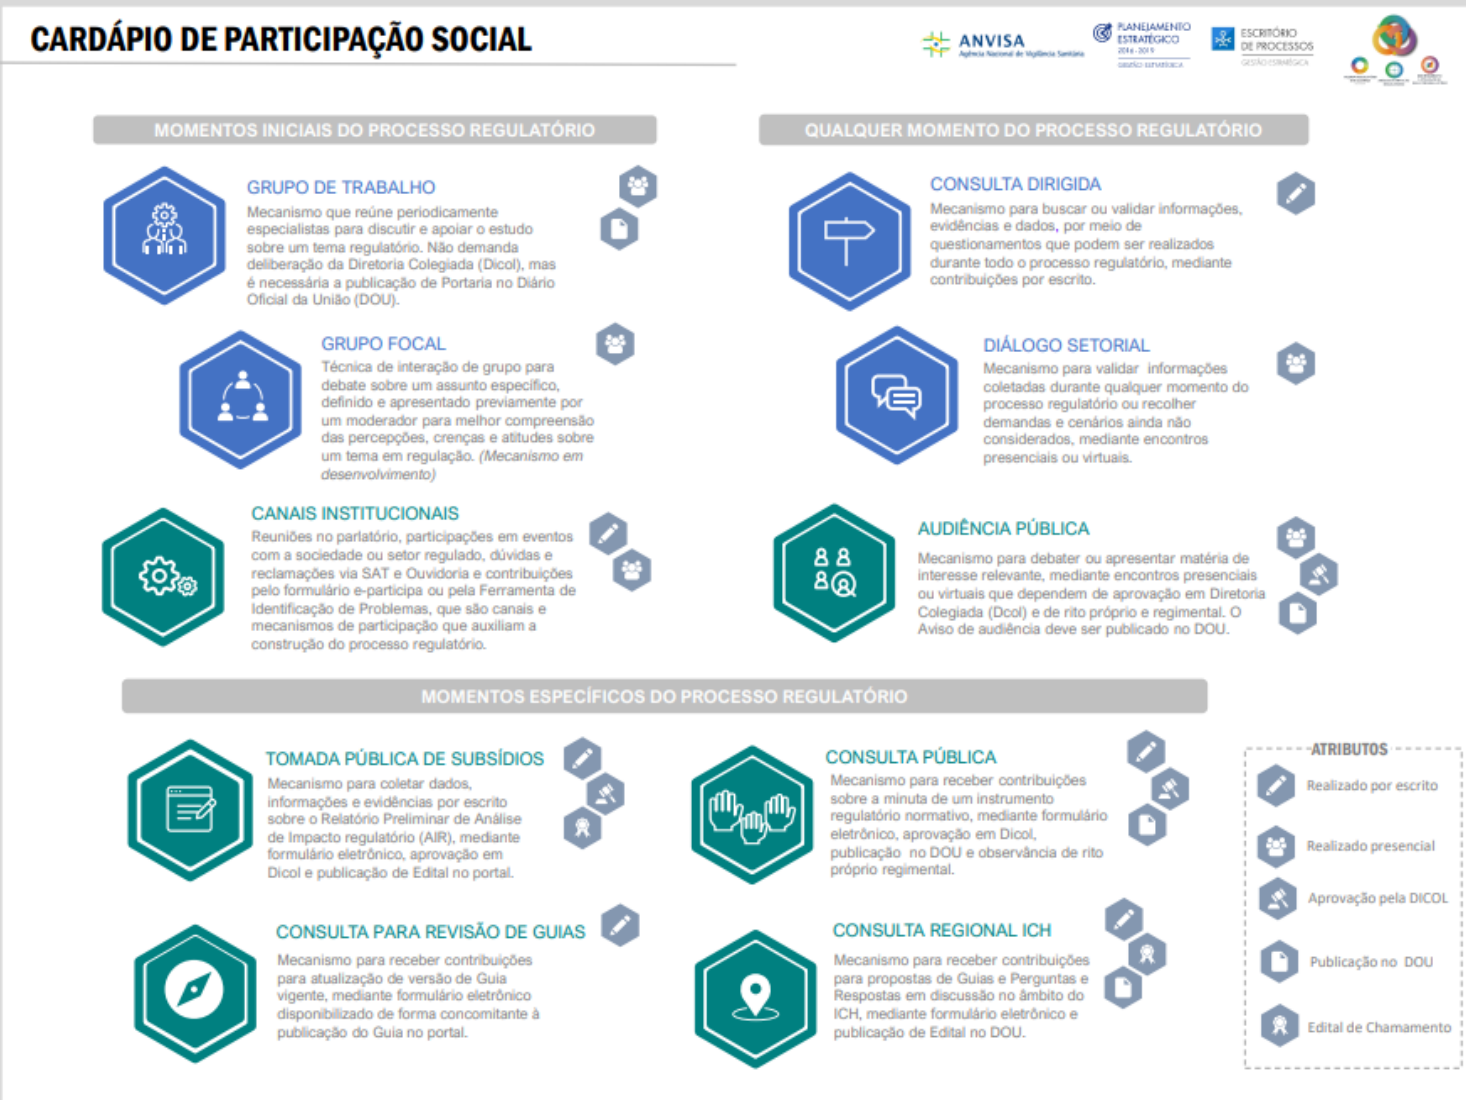 CARDÁPIO DE PARTICIPAÇÃO SOCIAL
ANVISA
Agência Nacional de Vigilância Sanitária
PLANEJAMENTO
ESTRATÉGICO
2016 - 2019
GESTÃO ESTRATÉGICA
ESCRITÓRIO
DE PROCESSOS
GESTÃO ESTRATÉGICA
MOMENTOS INICIAIS DO PROCESSO REGULATÓRIO
GRUPO DE TRABALHO
Mecanismo que reúne periodicamente
especialistas para discutir e apoiar o estudo
sobre um tema regulatório. Não demanda
deliberação da Diretoria Colegiada (Dicol), mas
é necessária a publicação de Portaria no Diário
Oficial da União (DOU).
GRUPO FOCAL
Técnica de interação de grupo para
debate sobre um assunto específico,
definido e apresentado previamente por
um moderador para melhor compreensão
das percepções, crenças e atitudes sobre
um tema em regulação. (Mecanismo em
desenvolvimento)
CANAIS INSTITUCIONAIS
Reuniões no parlatório, participações em eventos
com a sociedade ou setor regulado, dúvidas e
reclamações via SAT e Ouvidoria e contribuições
pelo formulário e-participa ou pela Ferramenta de
Identificação de Problemas, que são canais e
mecanismos de participação que auxiliam a
construção do processo regulatório.
QUALQUER MOMENTO DO PROCESSO REGULATÓRIO
CONSULTA DIRIGIDA
Mecanismo para buscar ou validar informações,
evidências e dados, por meio de
questionamentos que podem ser realizados
durante todo o processo regulatório, mediante
contribuições por escrito.
DIÁLOGO SETORIAL
Mecanismo para validar informações
coletadas durante qualquer momento do
processo regulatório ou recolher
demandas e cenários ainda não
considerados, mediante encontros
presenciais ou virtuais.
AUDIÊNCIA PÚBLICA
Mecanismo para debater ou apresentar matéria de
interesse relevante, mediante encontros presenciais
ou virtuais que dependem de aprovação em Diretoria
Colegiada (Dcol) e de rito próprio e regimental. O
Aviso de audiência deve ser publicado no DOU.
MOMENTOS ESPECÍFICOS DO PROCESSO REGULATÓRIO
TOMADA PÚBLICA DE SUBSÍDIOS
Mecanismo para coletar dados,
informações e evidências por escrito
sobre o Relatório Preliminar de Análise
de Impacto regulatório (AIR), mediante
formulário eletrônico, aprovação em
Dicol e publicação de Edital no portal.
CONSULTA PÚBLICA
Mecanismo para receber contribuições
sobre a minuta de um instrumento
regulatório normativo, mediante formulário
eletrônico, aprovação em Dicol,
publicação no DOU e observância de rito
próprio regimental.
CONSULTA PARA REVISÃO DE GUIAS
Mecanismo para receber contribuições
para atualização de versão de Guia
vigente, mediante formulário eletrônico
disponibilizado de forma concomitante à
publicação do Guia no portal.
CONSULTA REGIONAL ICH
Mecanismo para receber contribuições
para propostas de Guias e Perguntas e
Respostas em discussão no âmbito do
ICH, mediante formulário eletrônico e
publicação de Edital no DOU.
ATRIBUTOS
Realizado por escrito
Realizado presencial
Aprovação pela DICOL
Publicação no DOU
Edital de Chamamento